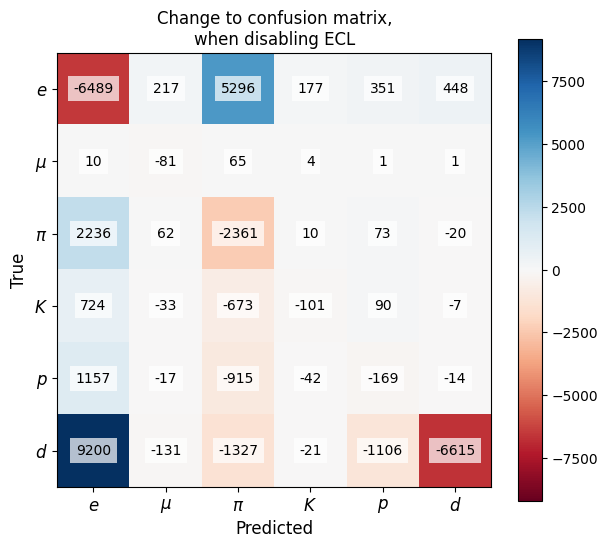 Change to confusion matrix,
when disabling ECL
e -6489 217 5296 177 351 448
μ 10 -81 65 4 1 1
π 2236 62 -2361 10 73 -20
K 724 -33 -673 -101 90 -7
p 1157 -17 -915 -42 -169 -14
d 9200 -131 -1327 -21 -1106 -6615
e μ π K p d
Predicted
True
7500
5000
2500
0
−2500
−5000
−7500